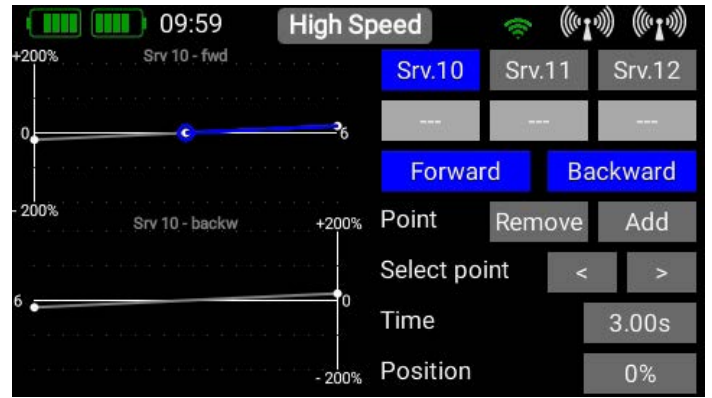 09:59 High Speed
+200% Srv 10 - fwd
0 6
- 200%
Srv 10 - backw +200%
6 0
- 200%
Srv.10 Srv.11 Srv.12
--- --- ---
Forward Backward
Point Remove Add
Select point < >
Time 3.00s
Position 0%